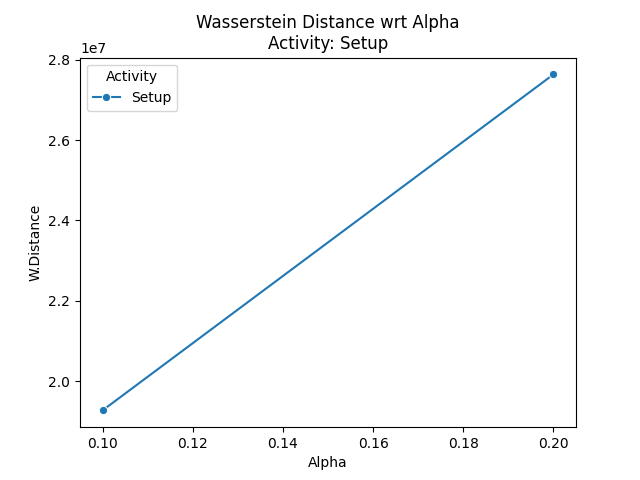 Wasserstein Distance wrt Alpha
Activity: Setup
1e7
2.8
2.6
2.4
2.2
2.0
W.Distance
Activity
Setup
0.10
0.12
0.14
0.16
0.18
0.20
Alpha